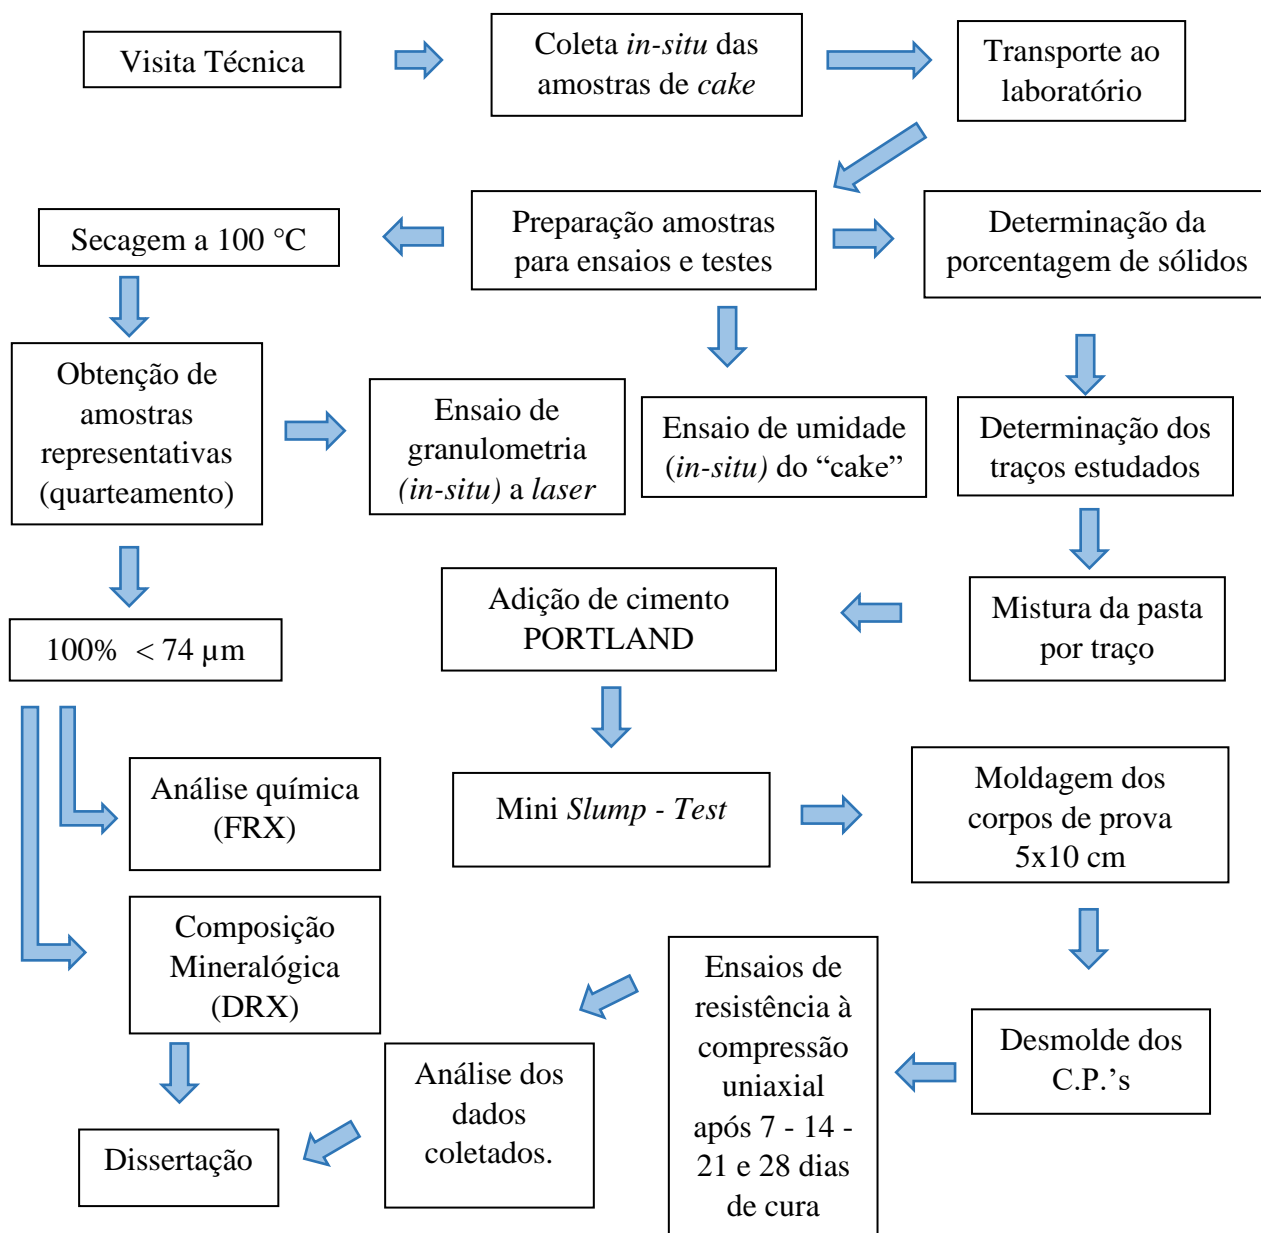 Visita Técnica
Coleta in-situ das
amostras de cake
Transporte ao
laboratório
Secagem a 100 °C
Preparação amostras
para ensaios e testes
Determinação da
porcentagem de sólidos
Obtenção de
amostras
representativas
(quarteamento)
Ensaio de
granulometria
(in-situ) a laser
Ensaio de umidade
(in-situ) do “cake”
Determinação dos
traços estudados
100% < 74 µm
Adição de cimento
PORTLAND
Mistura da pasta
por traço
Análise química
(FRX)
Mini Slump - Test
Moldagem dos
corpos de prova
5x10 cm
Composição
Mineralógica
(DRX)
Ensaios de
resistência à
compressão
uniaxial
após 7 - 14 -
21 e 28 dias
de cura
Desmolde dos
C.P.’s
Análise dos
dados
coletados.
Dissertação